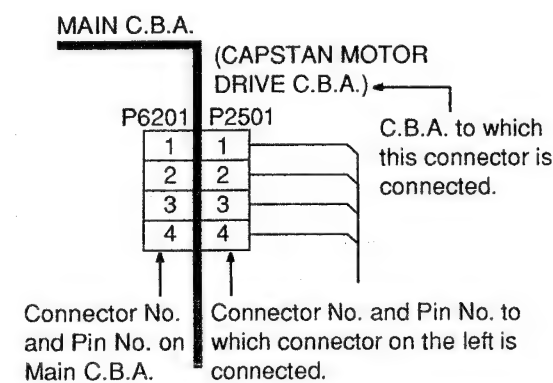 MAIN C.B.A.
(CAPSTAN MOTOR
DRIVE C.B.A.)
C.B.A. to which
this connector is
connected.
P6201 P2501
1 1
2 2
3 3
4 4
Connector No.
and Pin No. on
Main C.B.A.
Connector No. and Pin No. to
which connector on the left is
connected.